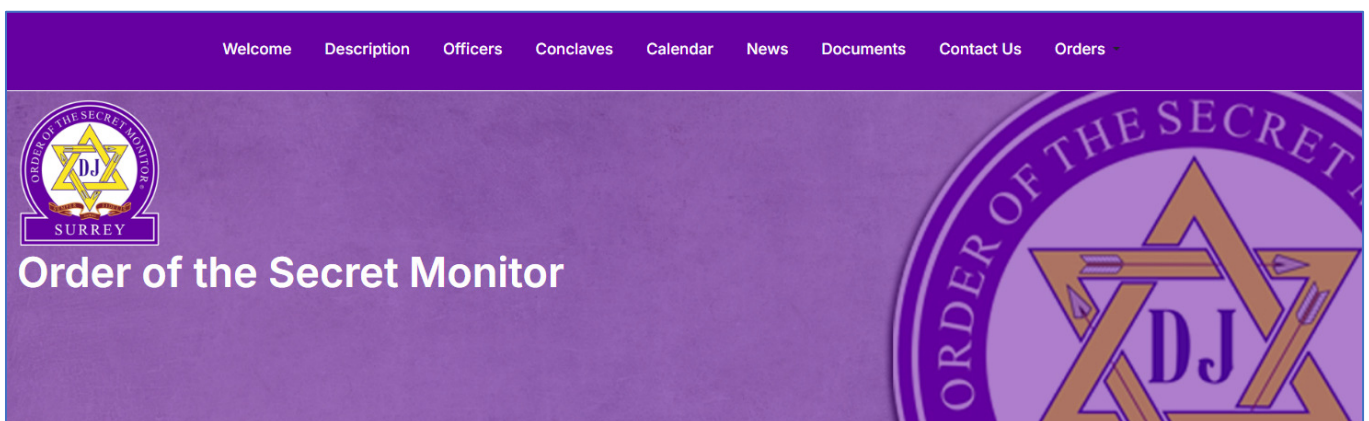 Welcome Description Officers Conclaves Calendar News Documents Contact Us Orders
ORDER OF THE SECRET MONITOR
DJ
SURREY
Order of the Secret Monitor
ORDER OF THE SECRET
DJ